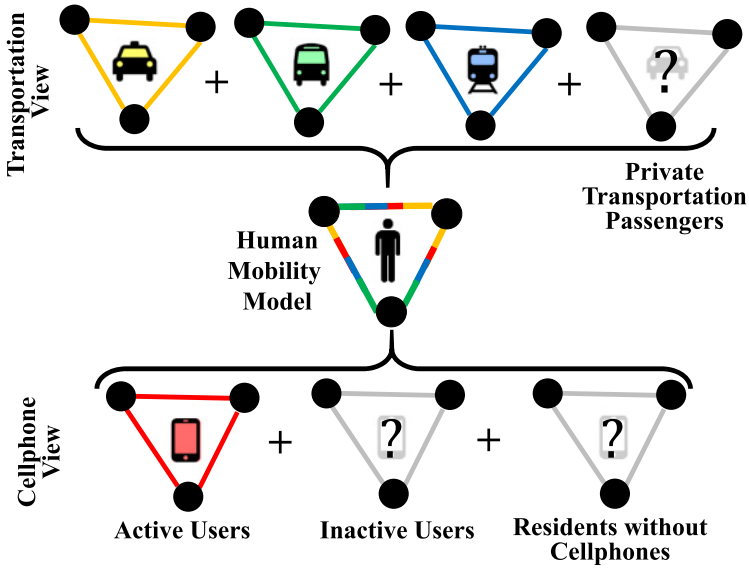 Transportation
View
+
+
+
?
Private
Transportation
Passengers
Human
Mobility
Model
Cellphone
View
+
?
+
?
Active Users
Inactive Users
Residents without
Cellphones